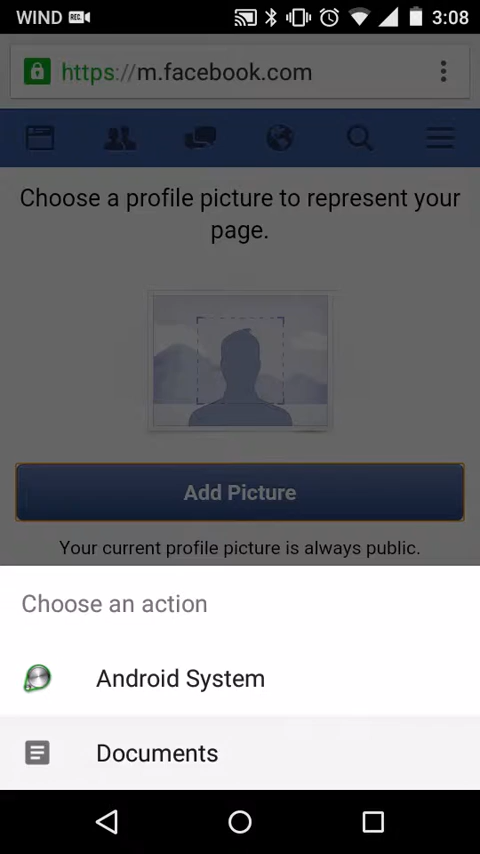 WIND REC 3:08
https://m.facebook.com
Choose a profile picture to represent your
page.
Add Picture
Your current profile picture is always public.
Choose an action
Android System
Documents